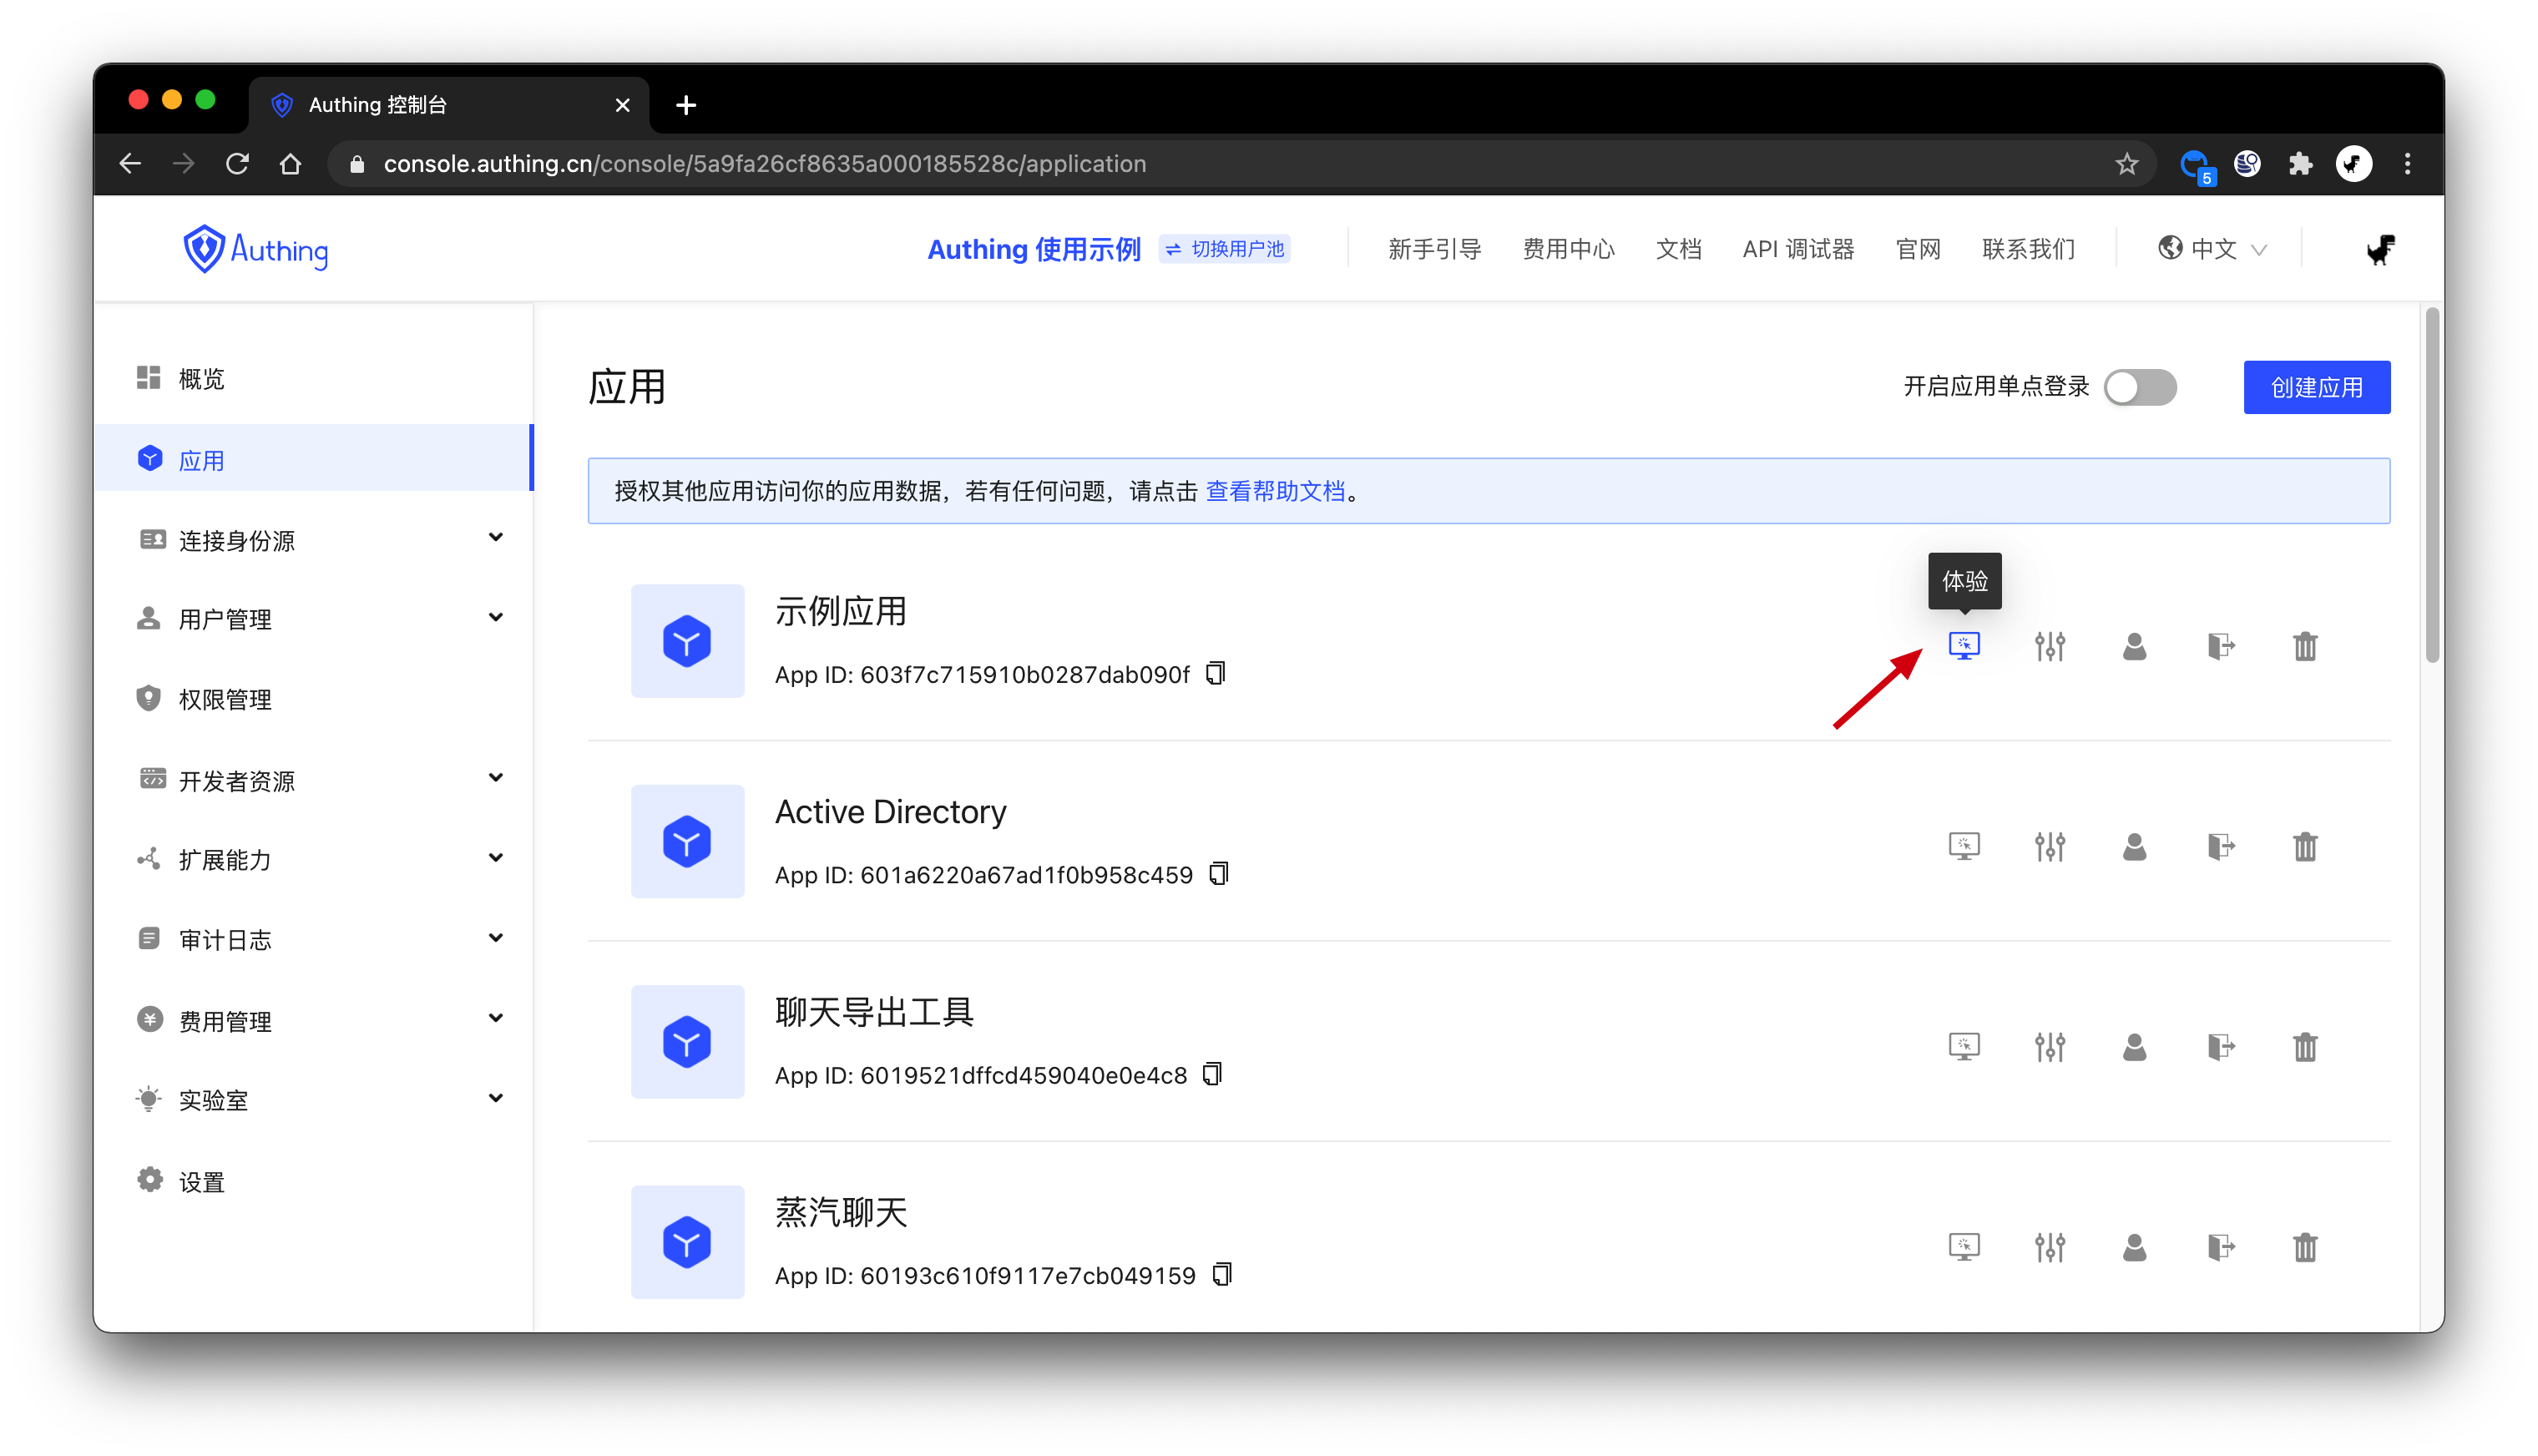 Authing 控制台
console.authing.cn/console/5a9fa26cf8635a000185528c/application
5
Authing
Authing 使用示例
切换用户池
新手引导
费用中心
文档
API 调试器
官网
联系我们
中文
概览
应用
连接身份源
用户管理
权限管理
开发者资源
扩展能力
审计日志
费用管理
实验室
设置
应用
开启应用单点登录
创建应用
授权其他应用访问你的应用数据，若有任何问题，请点击 查看帮助文档。
体验
示例应用
App ID: 603f7c715910b0287dab090f
Active Directory
App ID: 601a6220a67ad1f0b958c459
聊天导出工具
App ID: 6019521dffcd459040e0e4c8
蒸汽聊天
App ID: 60193c610f9117e7cb049159